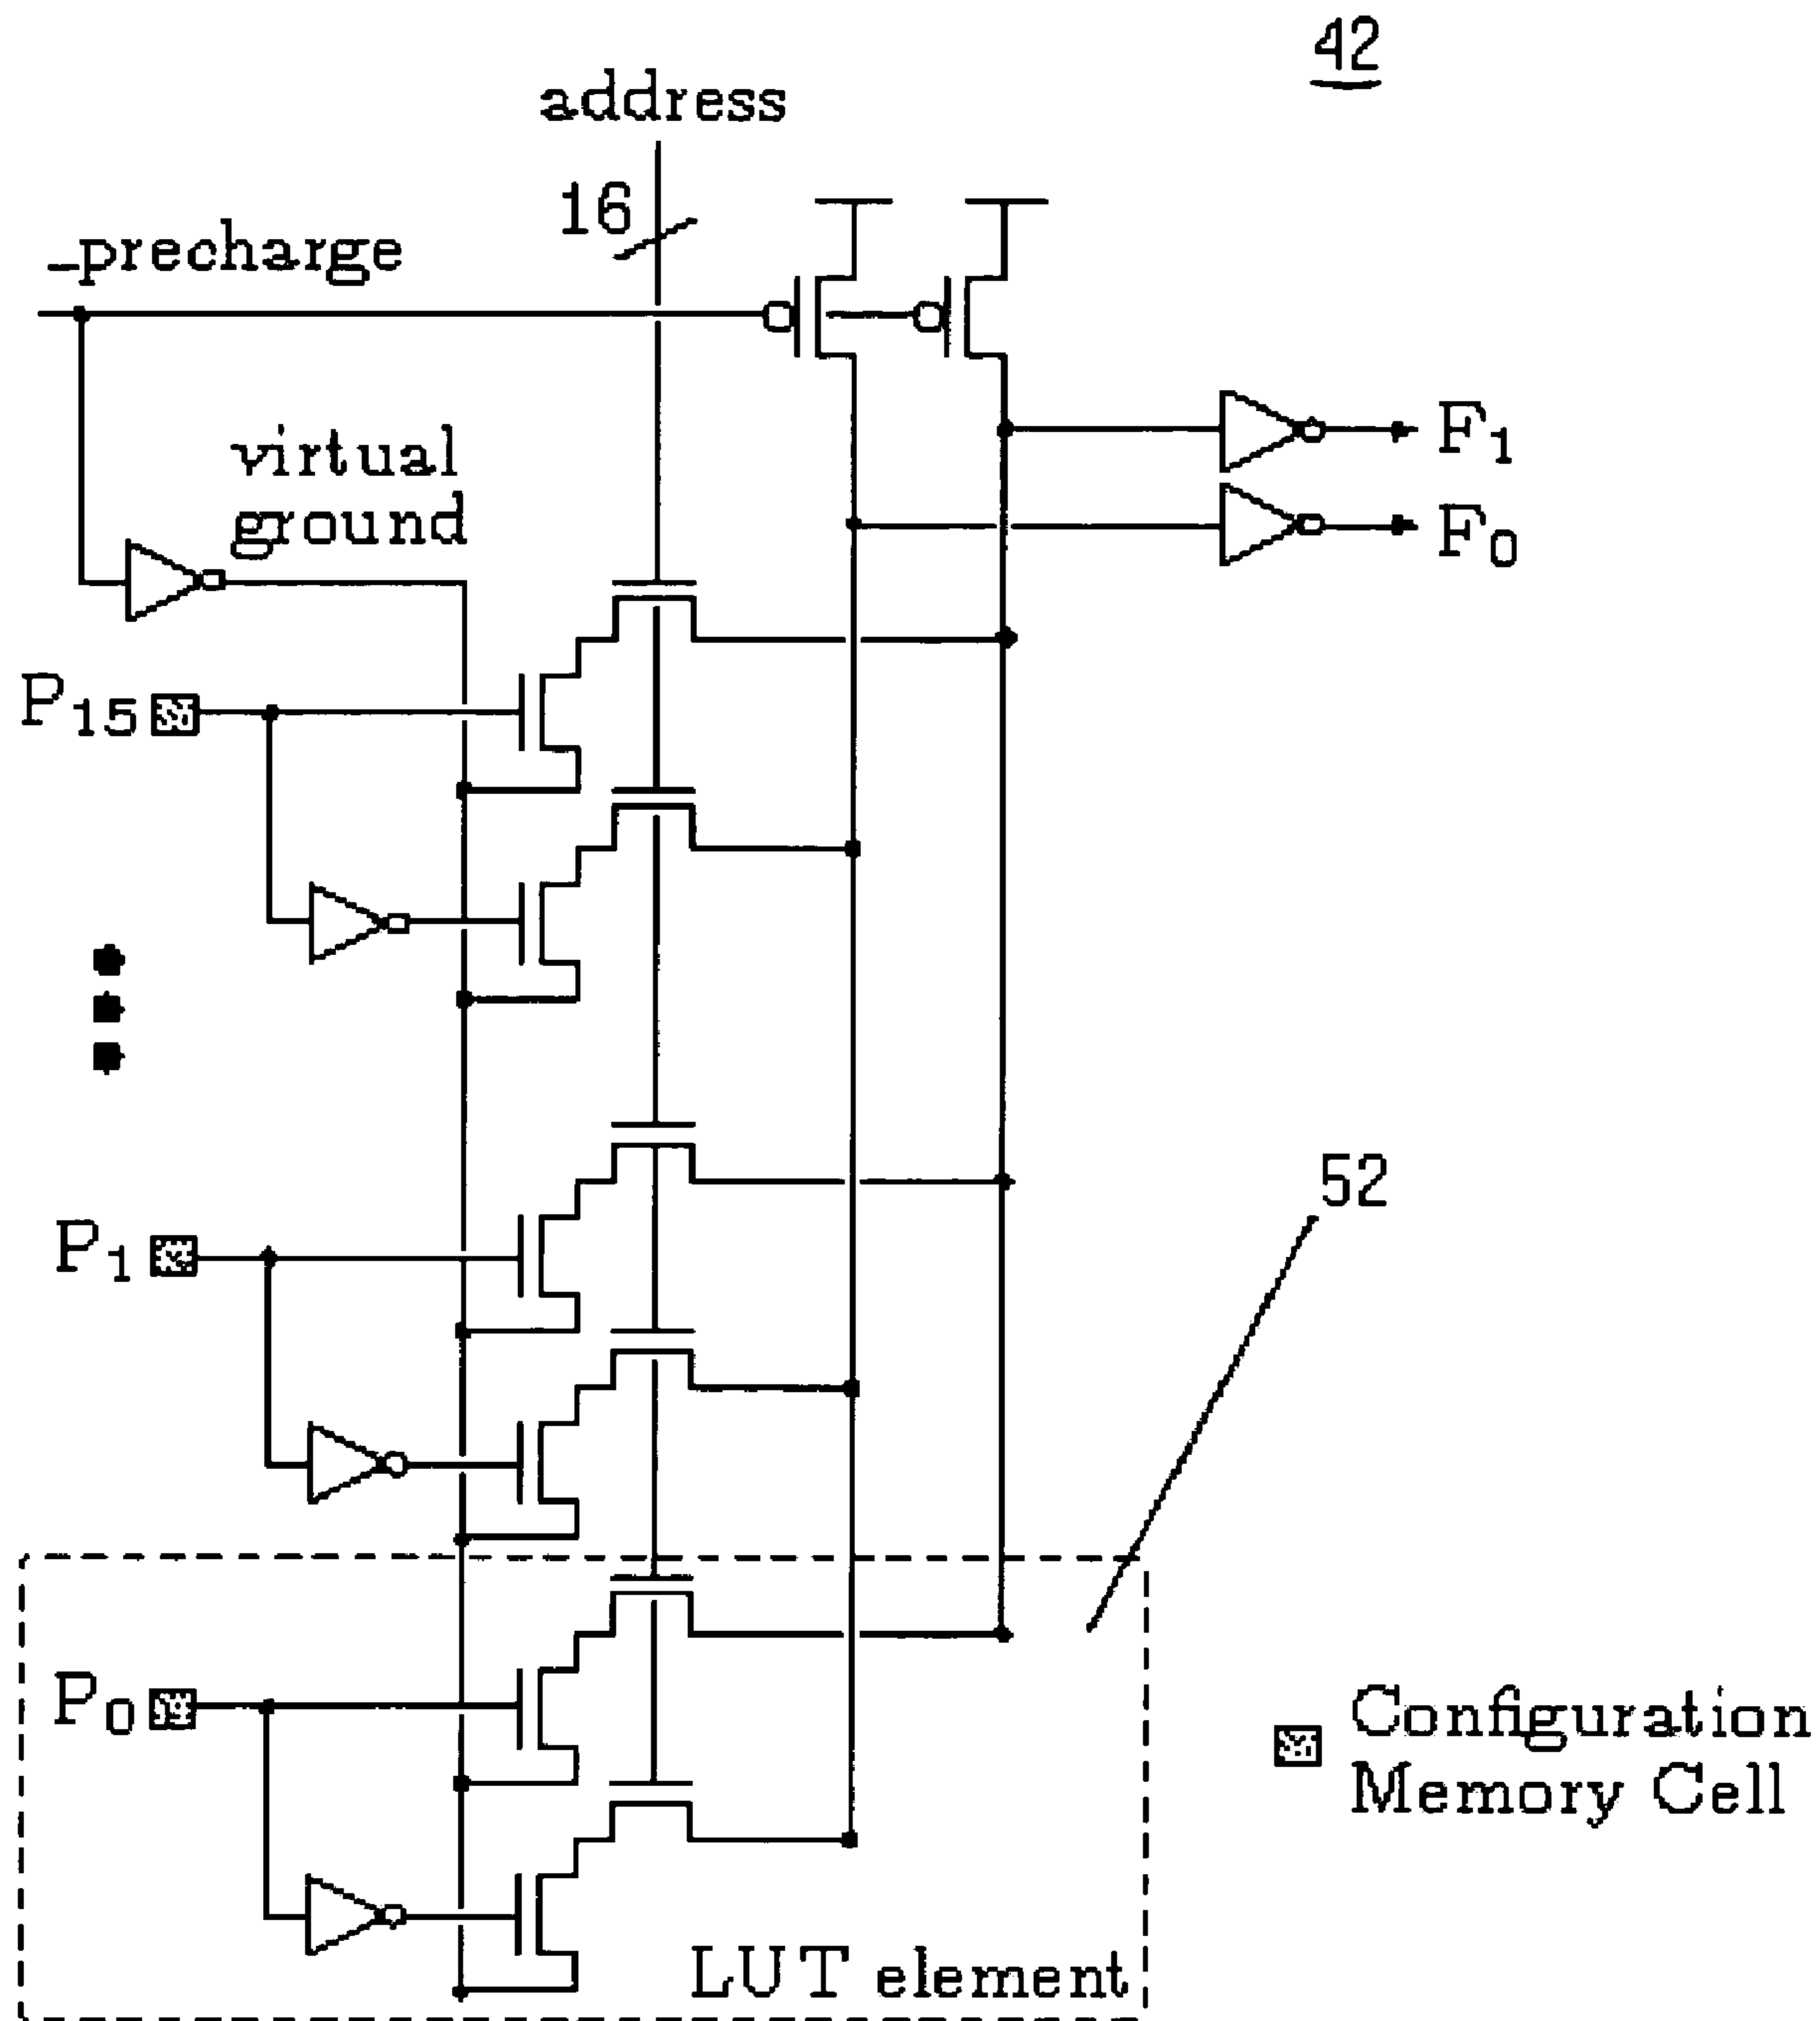 42
address
16
_precharge
F1
virtual
ground
F0
P15
P1
52
P0
Configuration
Memory Cell
LUT element